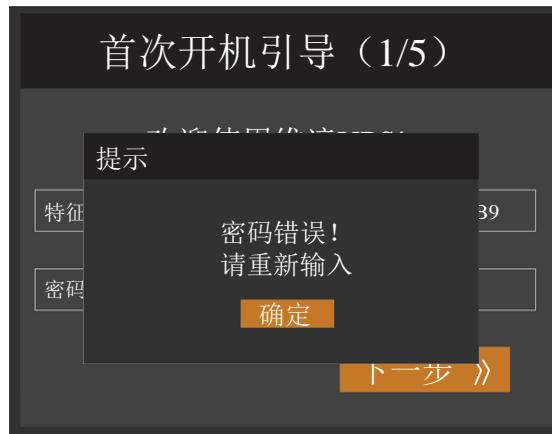 首次开机引导（1/5）
提示
特征
39
密码错误！
请重新输入
密码
确定
下一步 》